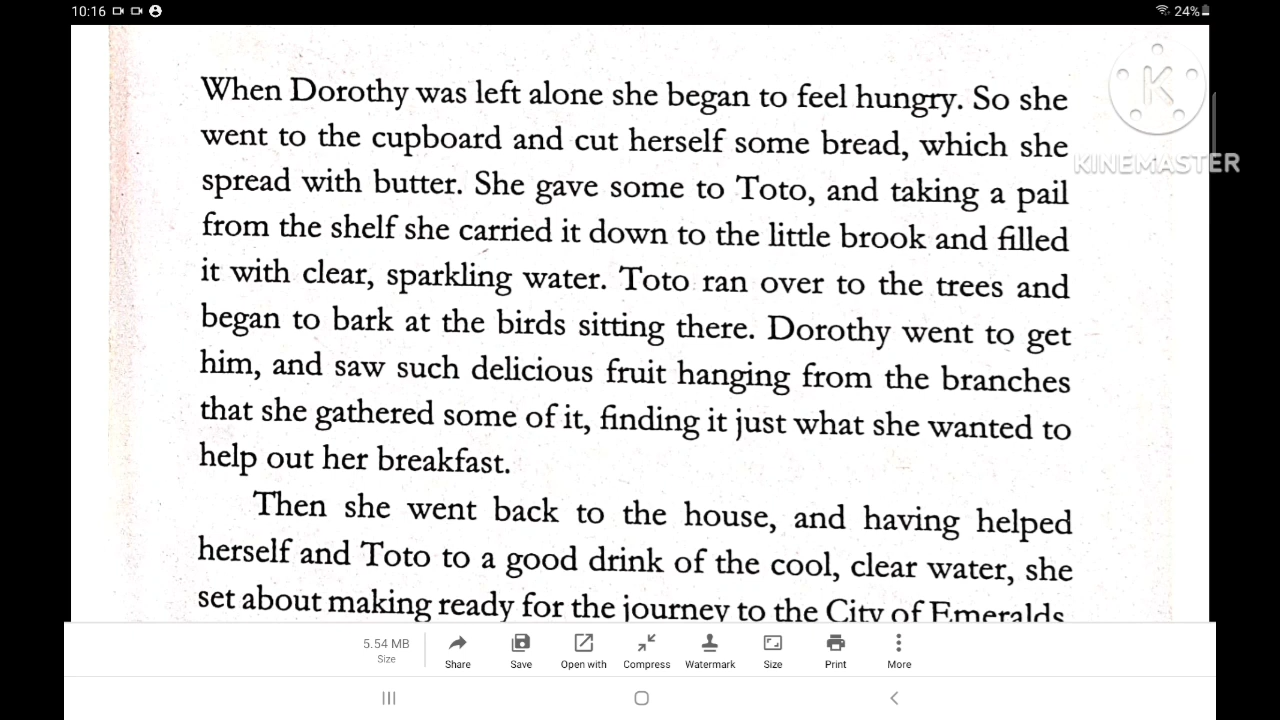 10:16
24%
When Dorothy was left alone she began to feel hungry. So she
went to the cupboard and cut herself some bread, which she
spread with butter. She gave some to Toto, and taking a pail
from the shelf she carried it down to the little brook and filled
it with clear, sparkling water. Toto ran over to the trees and
began to bark at the birds sitting there. Dorothy went to get
him, and saw such delicious fruit hanging from the branches
that she gathered some of it, finding it just what she wanted to
help out her breakfast.
Then she went back to the house, and having helped
herself and Toto to a good drink of the cool, clear water, she
set about making ready for the journey to the City of Emeralds.
K
KINEMASTER
5.54 MB
Size
Share
Save
Open with
Compress
Watermark
Size
Print
More